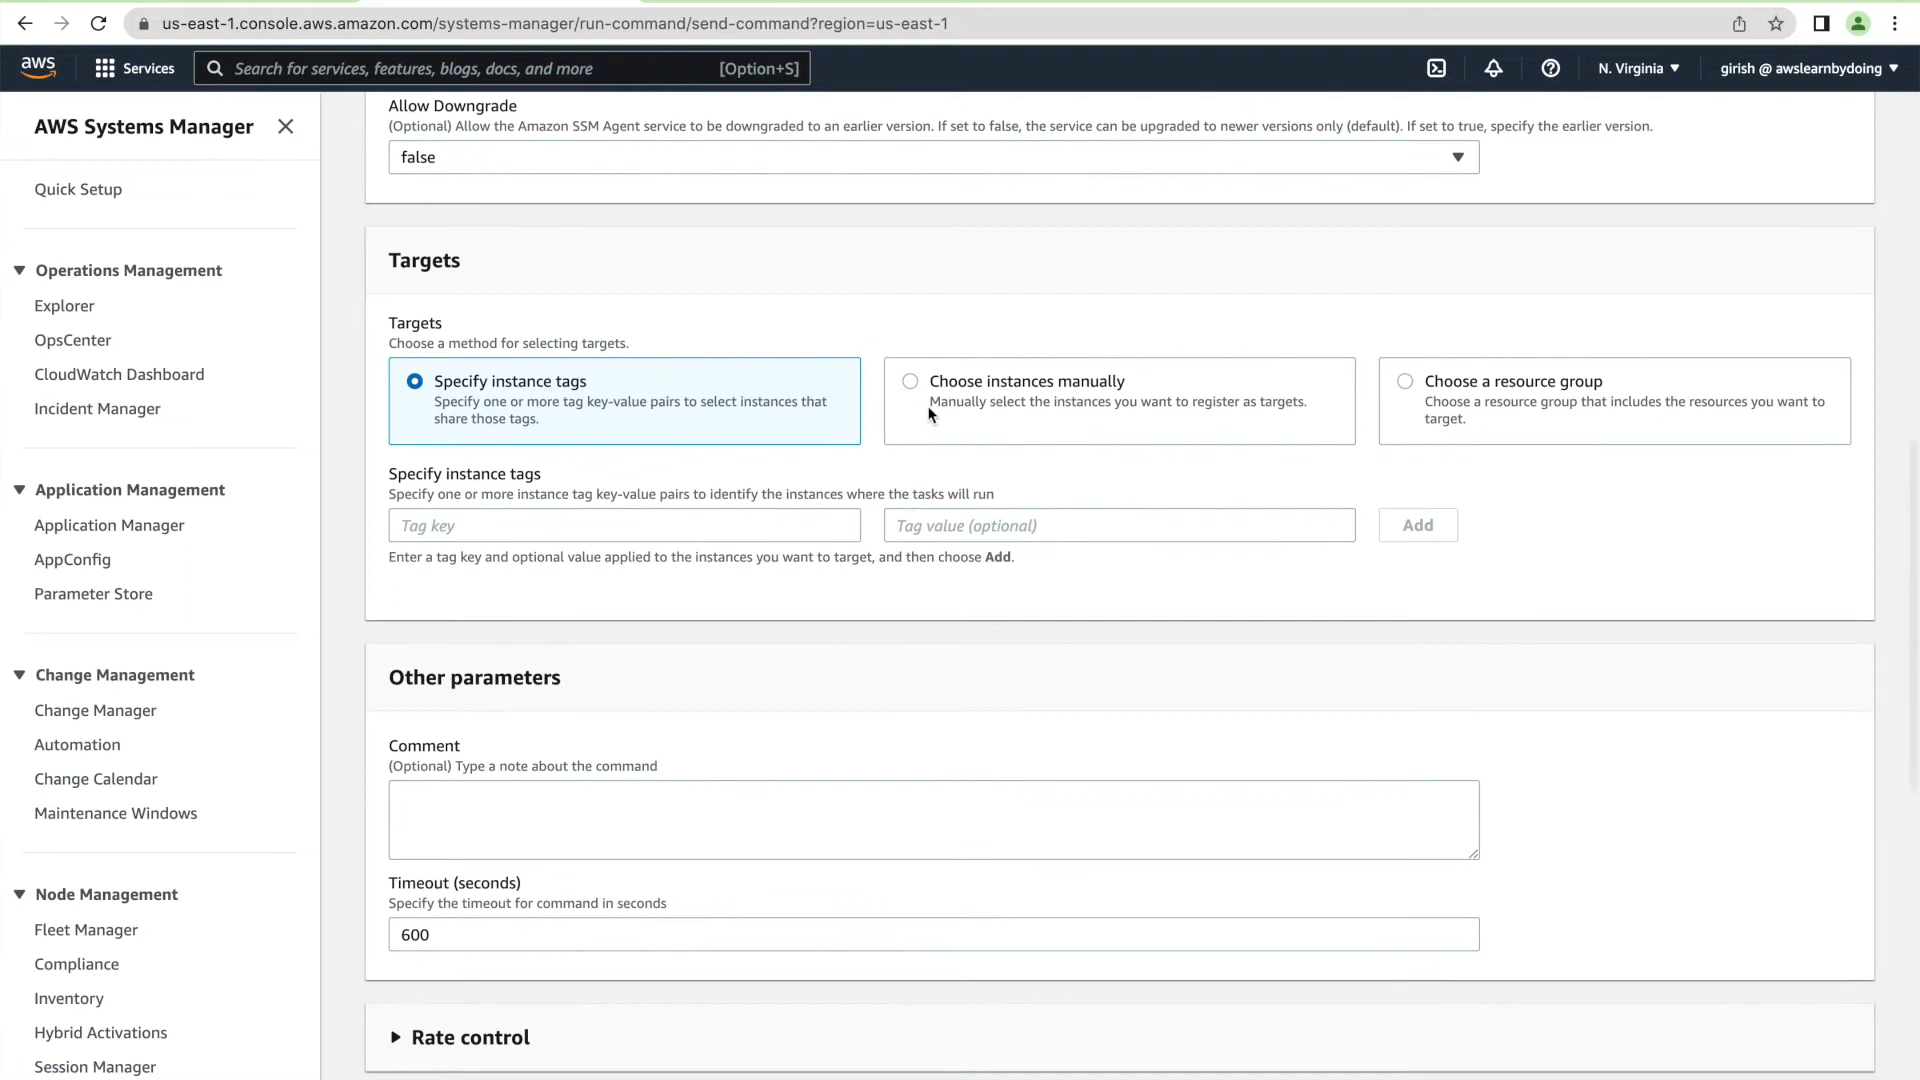 us-east-1.console.aws.amazon.com/systems-manager/run-command/send-command?region=us-east-1
aws
Services
Search for services, features, blogs, docs, and more
[Option+S]
N. Virginia
girish @ awslearnbydoing
AWS Systems Manager
Quick Setup
Operations Management
Explorer
OpsCenter
CloudWatch Dashboard
Incident Manager
Application Management
Application Manager
AppConfig
Parameter Store
Change Management
Change Manager
Automation
Change Calendar
Maintenance Windows
Node Management
Fleet Manager
Compliance
Inventory
Hybrid Activations
Session Manager
Allow Downgrade
(Optional) Allow the Amazon SSM Agent service to be downgraded to an earlier version. If set to false, the service can be upgraded to newer versions only (default). If set to true, specify the earlier version.
false
Targets
Targets
Choose a method for selecting targets.
Specify instance tags
Specify one or more tag key-value pairs to select instances that
share those tags.
Choose instances manually
Manually select the instances you want to register as targets.
Choose a resource group
Choose a resource group that includes the resources you want to
target.
Specify instance tags
Specify one or more instance tag key-value pairs to identify the instances where the tasks will run
Tag key
Tag value (optional)
Add
Enter a tag key and optional value applied to the instances you want to target, and then choose Add.
Other parameters
Comment
(Optional) Type a note about the command
Timeout (seconds)
Specify the timeout for command in seconds
600
Rate control